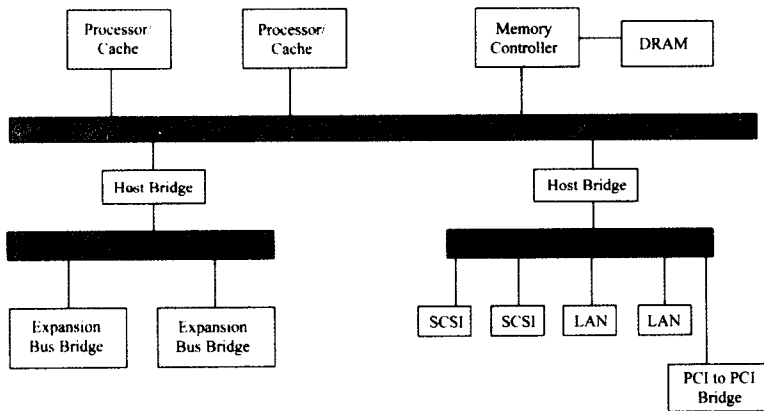 Processor/
Cache
Processor/
Cache
Memory
Controller
DRAM
Host Bridge
Host Bridge
Expansion
Bus Bridge
Expansion
Bus Bridge
SCSI
SCSI
LAN
LAN
PCI to PCI
Bridge